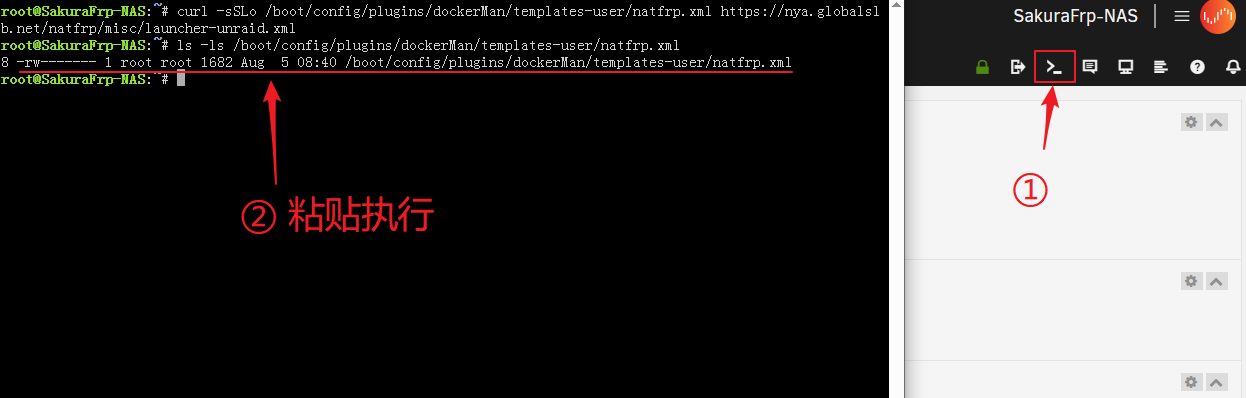 root@SakuraFrp-NAS:~# curl -sSLo /boot/config/plugins/dockerMan/templates-user/natfrp.xml https://nya.globalsl
b.net/natfrp/misc/launcher-unraid.xml
root@SakuraFrp-NAS:~# ls -ls /boot/config/plugins/dockerMan/templates-user/natfrp.xml
8 -rw------- 1 root root 1682 Aug  5 08:40 /boot/config/plugins/dockerMan/templates-user/natfrp.xml
root@SakuraFrp-NAS:~#
② 粘贴执行
SakuraFrp-NAS
①